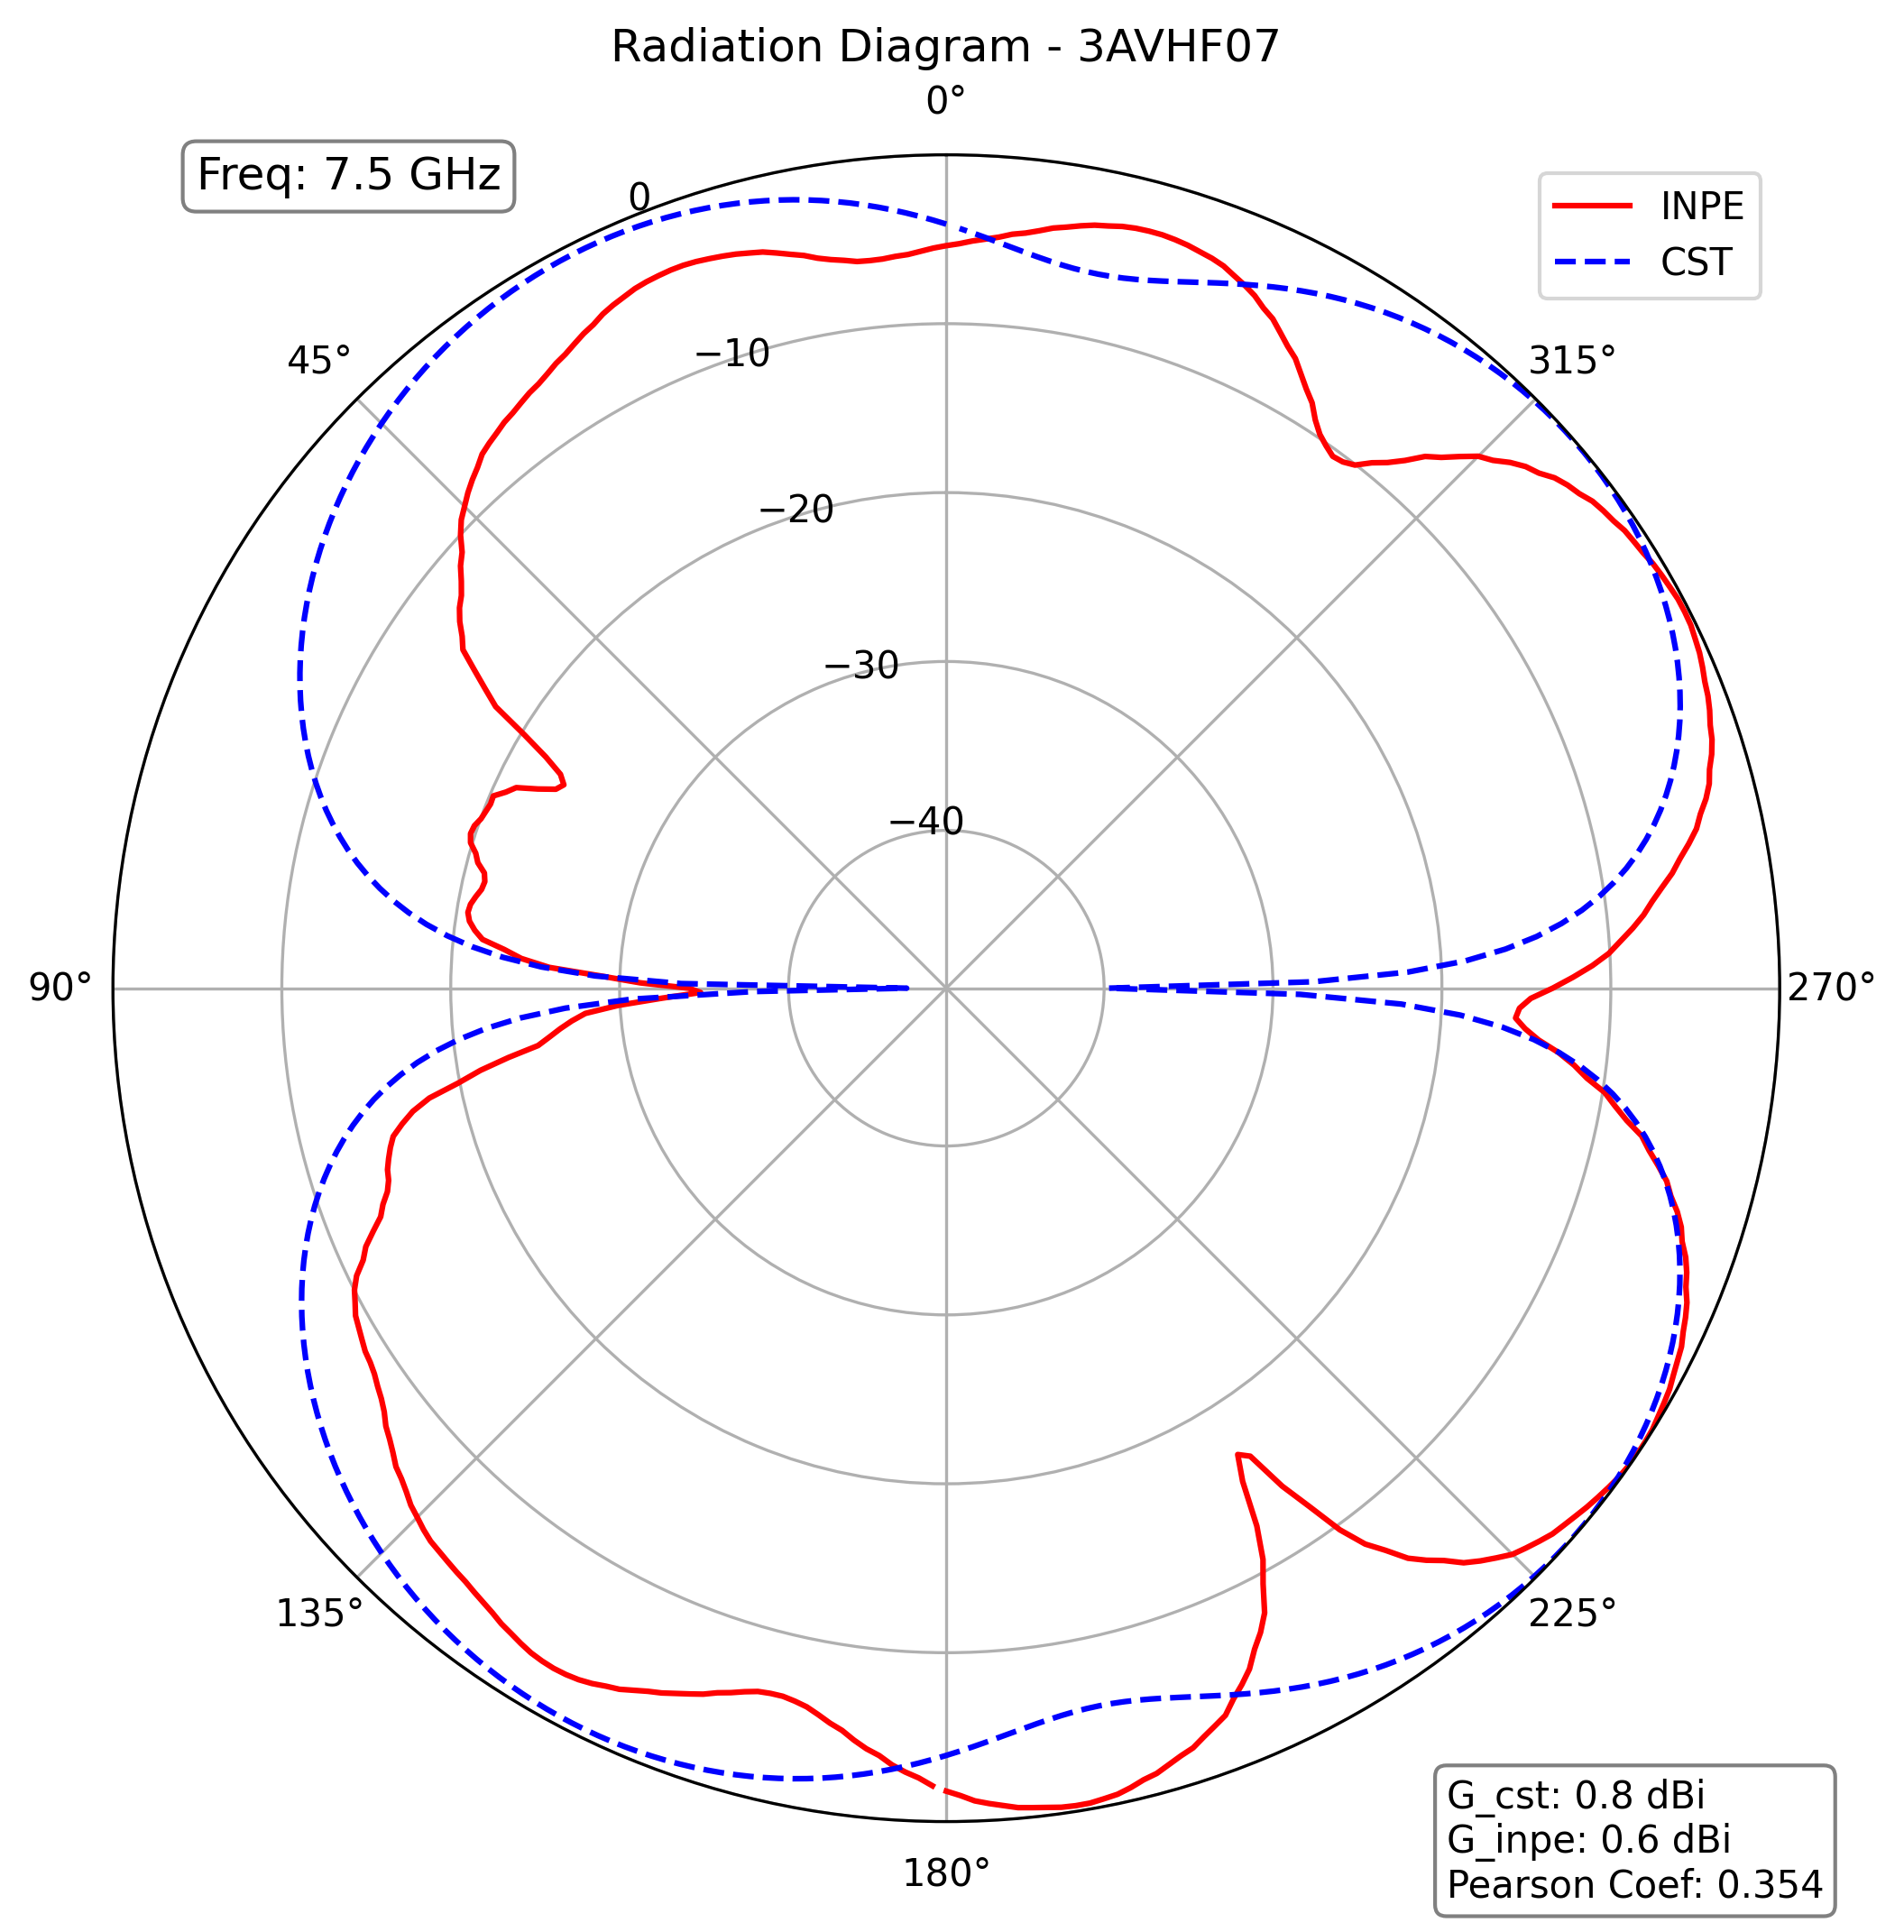 Radiation Diagram - 3AVHF07
0°
Freq: 7.5 GHz
0
INPE
CST
45°
−10
315°
−20
−30
−40
90°
270°
135°
225°
180°
G_cst: 0.8 dBi
G_inpe: 0.6 dBi
Pearson Coef: 0.354